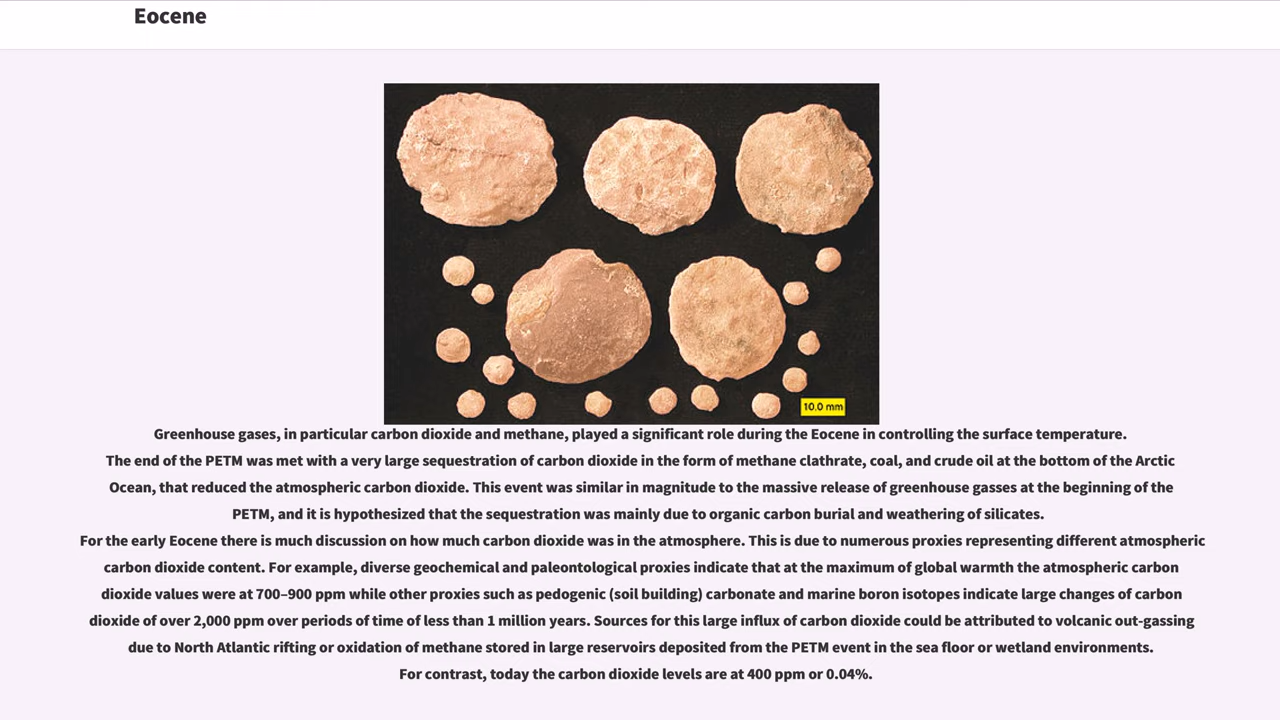 Eocene
10.0 mm
Greenhouse gases, in particular carbon dioxide and methane, played a significant role during the Eocene in controlling the surface temperature.
The end of the PETM was met with a very large sequestration of carbon dioxide in the form of methane clathrate, coal, and crude oil at the bottom of the Arctic
Ocean, that reduced the atmospheric carbon dioxide. This event was similar in magnitude to the massive release of greenhouse gasses at the beginning of the
PETM, and it is hypothesized that the sequestration was mainly due to organic carbon burial and weathering of silicates.
For the early Eocene there is much discussion on how much carbon dioxide was in the atmosphere. This is due to numerous proxies representing different atmospheric
carbon dioxide content. For example, diverse geochemical and paleontological proxies indicate that at the maximum of global warmth the atmospheric carbon
dioxide values were at 700–900 ppm while other proxies such as pedogenic (soil building) carbonate and marine boron isotopes indicate large changes of carbon
dioxide of over 2,000 ppm over periods of time of less than 1 million years. Sources for this large influx of carbon dioxide could be attributed to volcanic out-gassing
due to North Atlantic rifting or oxidation of methane stored in large reservoirs deposited from the PETM event in the sea floor or wetland environments.
For contrast, today the carbon dioxide levels are at 400 ppm or 0.04%.